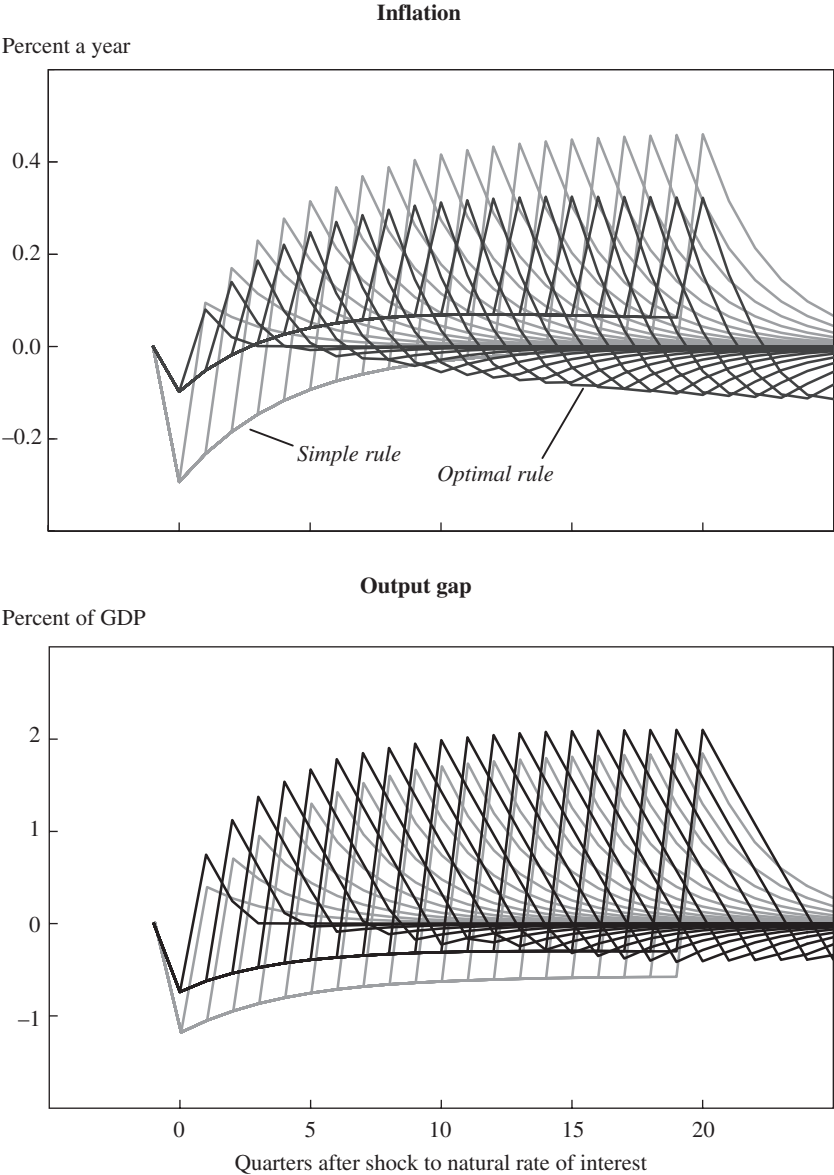 Inflation
Percent a year
0.4
0.2
0.0
–0.2
Simple rule
Optimal rule
Output gap
Percent of GDP
2
1
0
–1
0 5 10 15 20
Quarters after shock to natural rate of interest